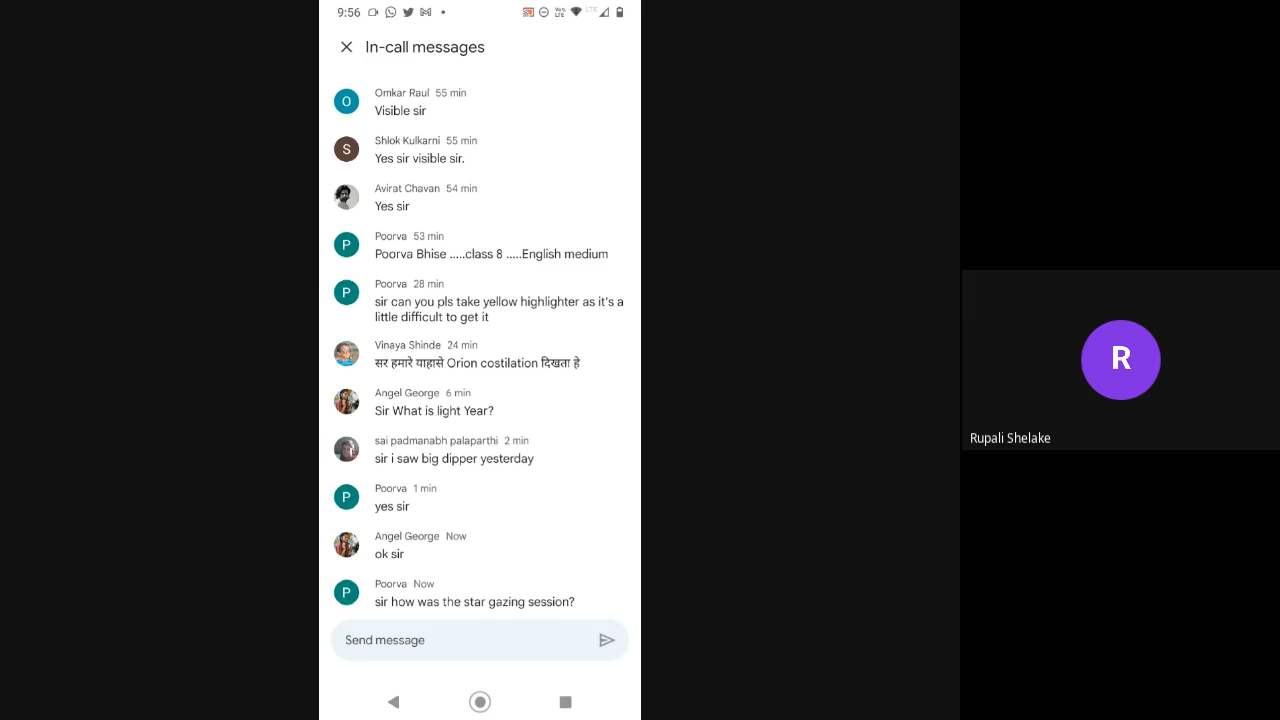 9:56
Vo))
LTE
LTE
In-call messages
O
Omkar Raul 55 min
Visible sir
S
Shlok Kulkarni 55 min
Yes sir visible sir.
Avirat Chavan 54 min
Yes sir
P
Poorva 53 min
Poorva Bhise .....class 8 .....English medium
P
Poorva 28 min
sir can you pls take yellow highlighter as it's a
little difficult to get it
Vinaya Shinde 24 min
सर हमारे याहासे Orion costilation दिखता हे
Angel George 6 min
Sir What is light Year?
sai padmanabh palaparthi 2 min
sir i saw big dipper yesterday
P
Poorva 1 min
yes sir
Angel George Now
ok sir
P
Poorva Now
sir how was the star gazing session?
Send message
R
Rupali Shelake